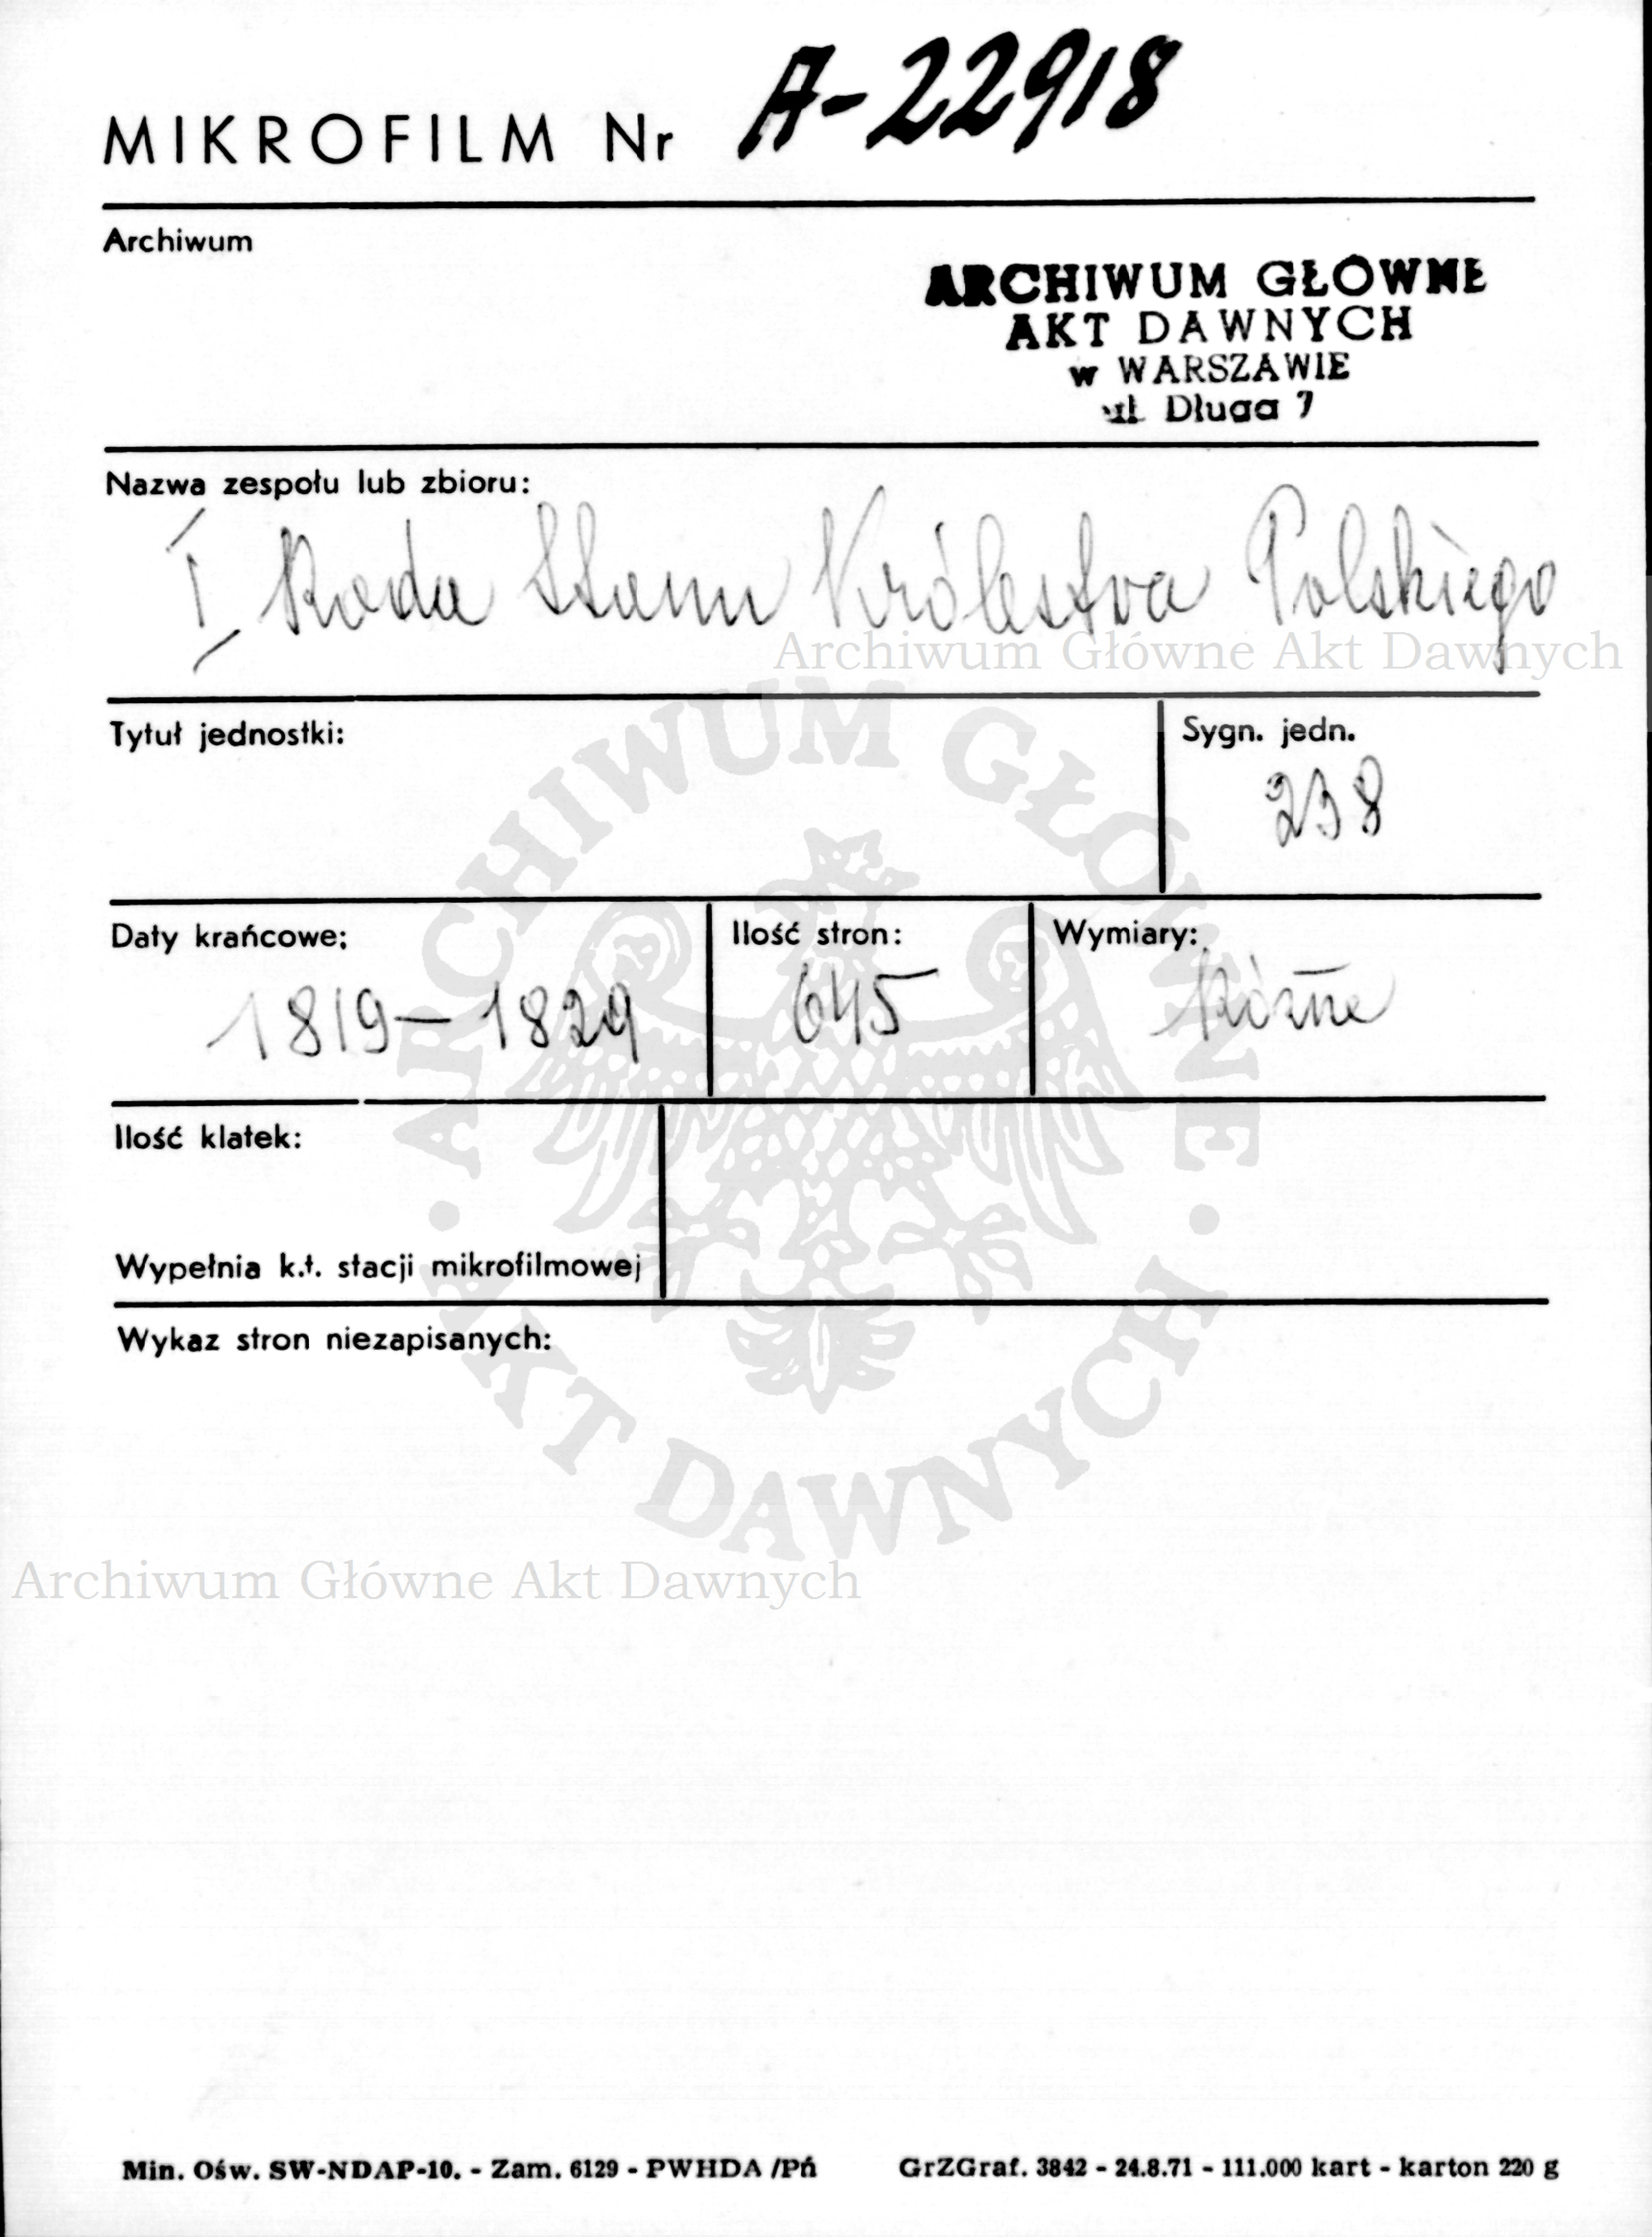 MIKROFILM Nr A-22918
Archiwum
ARCHIWUM GŁÓWNE
AKT DAWNYCH
w WARSZAWIE
ul. Długa 7
Nazwa zespołu lub zbioru:
I Rada Stanu Królestwa Polskiego
Archiwum Główne Akt Dawnych
Tytuł jednostki:
Sygn. jedn.
238
Daty krańcowe:
1819-1829
Ilość stron:
645
Wymiary:
Różne
Ilość klatek:
Wypełnia k.t. stacji mikrofilmowej
Wykaz stron niezapisanych:
ARCHIWUM GŁÓWNE · AKT DAWNYCH ·
Archiwum Główne Akt Dawnych
Min. Ośw. SW-NDAP-10. - Zam. 6129 - PWHDA /Pń GrZGraf. 3842 - 24.8.71 - 111.000 kart - karton 220 g